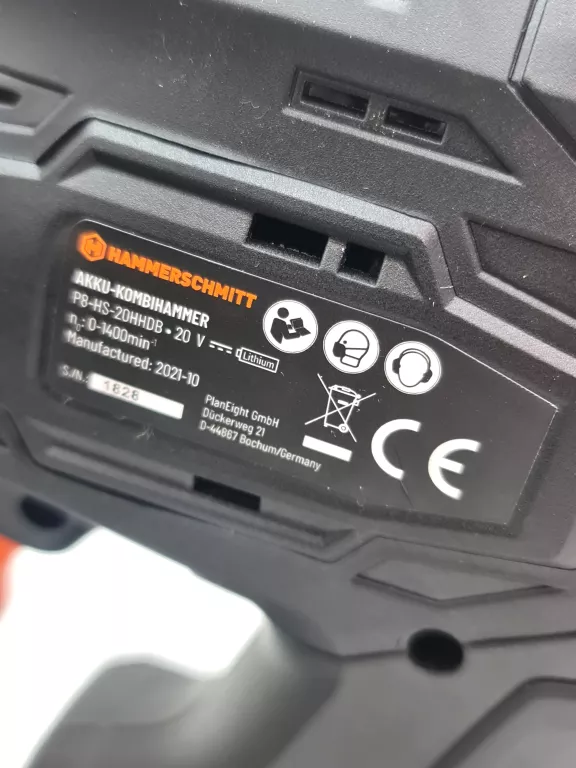 HAMMERSCHMITT
AKKU-KOMBIHAMMER
P8-HS-20HHDB • 20 V ⎓ Lithium
n₀: 0-1400min⁻¹
Manufactured: 2021-10
S/N.: 1828
PlanEight GmbH
Dückerweg 21
D-44867 Bochum/Germany
CE